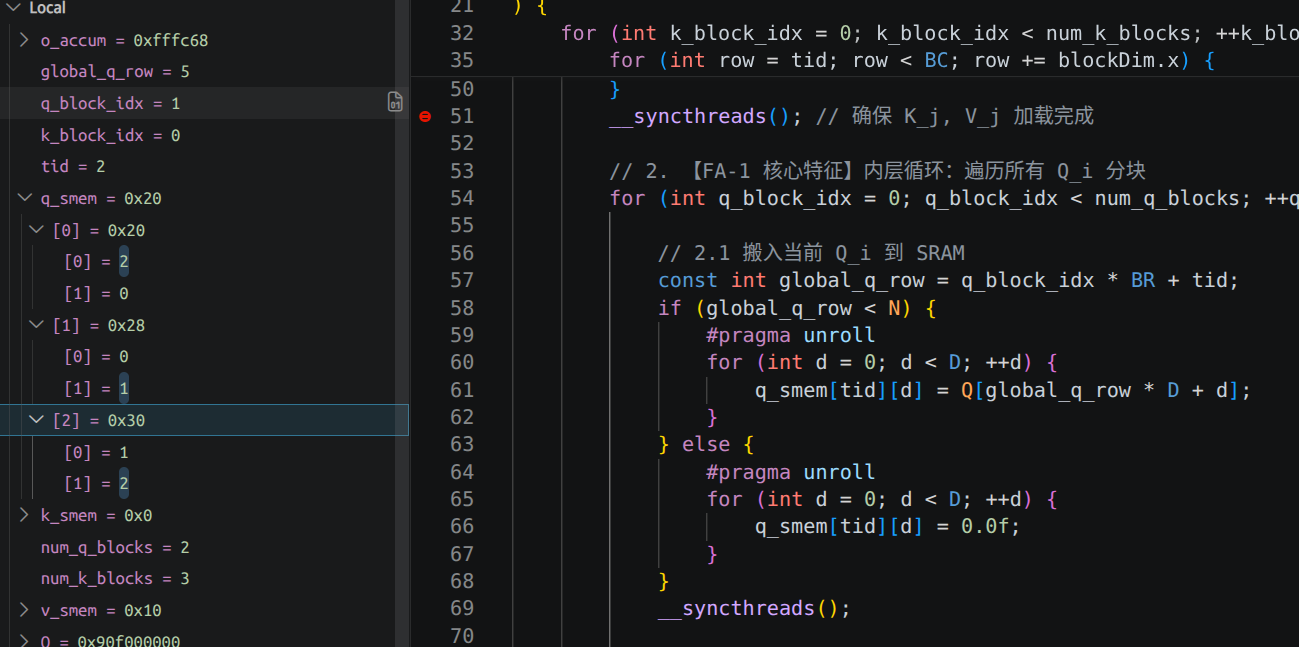 Local
o_accum = 0xfffc68
global_q_row = 5
q_block_idx = 1
k_block_idx = 0
tid = 2
q_smem = 0x20
[0] = 0x20
[0] = 2
[1] = 0
[1] = 0x28
[0] = 0
[1] = 1
[2] = 0x30
[0] = 1
[1] = 2
k_smem = 0x0
num_q_blocks = 2
num_k_blocks = 3
v_smem = 0x10
Q = 0x90f000000
21 ) {
32 for (int k_block_idx = 0; k_block_idx < num_k_blocks; ++k_blo
35 for (int row = tid; row < BC; row += blockDim.x) {
50 }
51 __syncthreads(); // 确保 K_j, V_j 加载完成
52
53 // 2. 【FA-1 核心特征】内层循环：遍历所有 Q_i 分块
54 for (int q_block_idx = 0; q_block_idx < num_q_blocks; ++q
55
56 // 2.1 搬入当前 Q_i 到 SRAM
57 const int global_q_row = q_block_idx * BR + tid;
58 if (global_q_row < N) {
59 #pragma unroll
60 for (int d = 0; d < D; ++d) {
61 q_smem[tid][d] = Q[global_q_row * D + d];
62 }
63 } else {
64 #pragma unroll
65 for (int d = 0; d < D; ++d) {
66 q_smem[tid][d] = 0.0f;
67 }
68 }
69 __syncthreads();
70